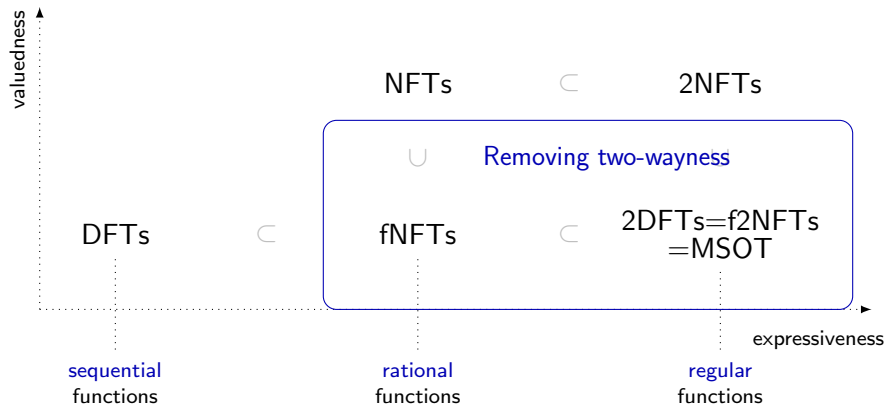 valuedness
NFTs ⊂ 2NFTs
∪ Removing two-wayness
DFTs ⊂ fNFTs ⊂ 2DFTs=f2NFTs
=MSOT
expressiveness
sequential rational regular
functions functions functions